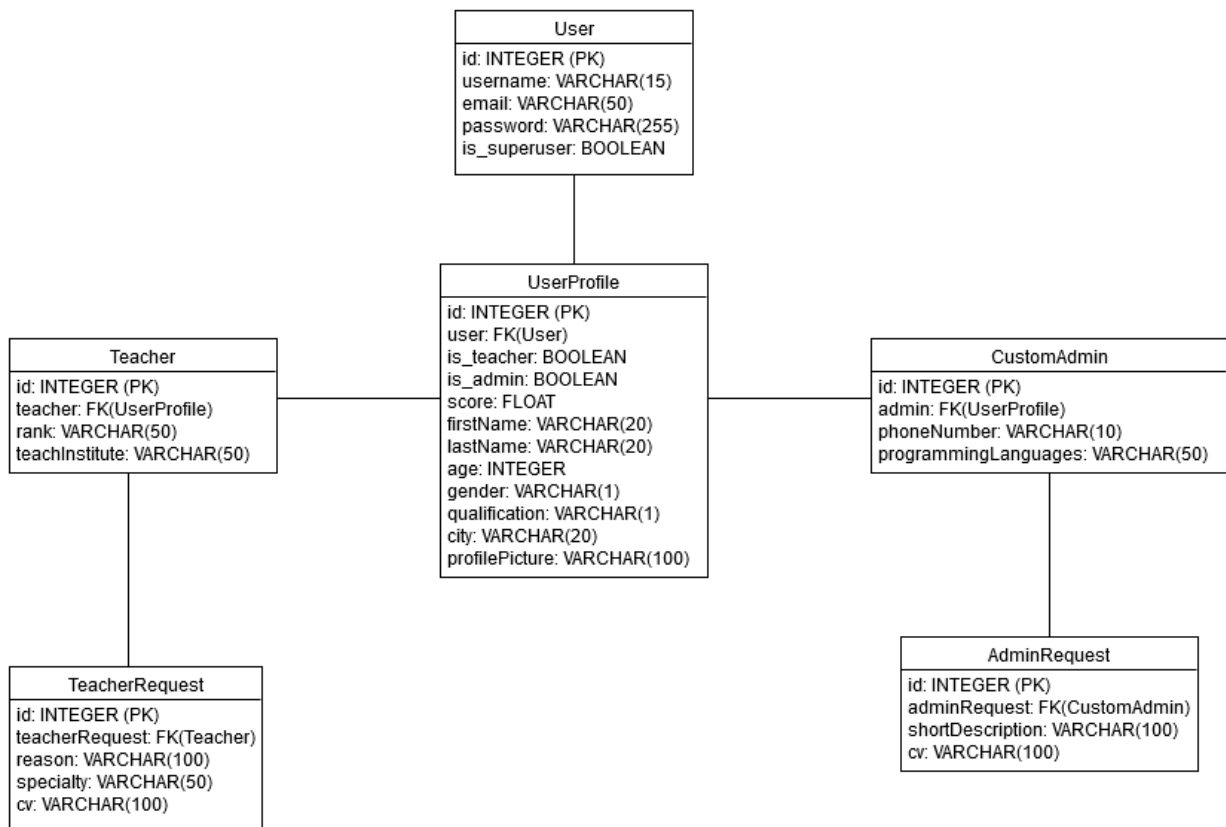 User
id: INTEGER (PK)
username: VARCHAR(15)
email: VARCHAR(50)
password: VARCHAR(255)
is_superuser: BOOLEAN
UserProfile
id: INTEGER (PK)
user: FK(User)
is_teacher: BOOLEAN
is_admin: BOOLEAN
score: FLOAT
firstName: VARCHAR(20)
lastName: VARCHAR(20)
age: INTEGER
gender: VARCHAR(1)
qualification: VARCHAR(1)
city: VARCHAR(20)
profilePicture: VARCHAR(100)
Teacher
id: INTEGER (PK)
teacher: FK(UserProfile)
rank: VARCHAR(50)
teachInstitute: VARCHAR(50)
CustomAdmin
id: INTEGER (PK)
admin: FK(UserProfile)
phoneNumber: VARCHAR(10)
programmingLanguages: VARCHAR(50)
TeacherRequest
id: INTEGER (PK)
teacherRequest: FK(Teacher)
reason: VARCHAR(100)
specialty: VARCHAR(50)
cv: VARCHAR(100)
AdminRequest
id: INTEGER (PK)
adminRequest: FK(CustomAdmin)
shortDescription: VARCHAR(100)
cv: VARCHAR(100)